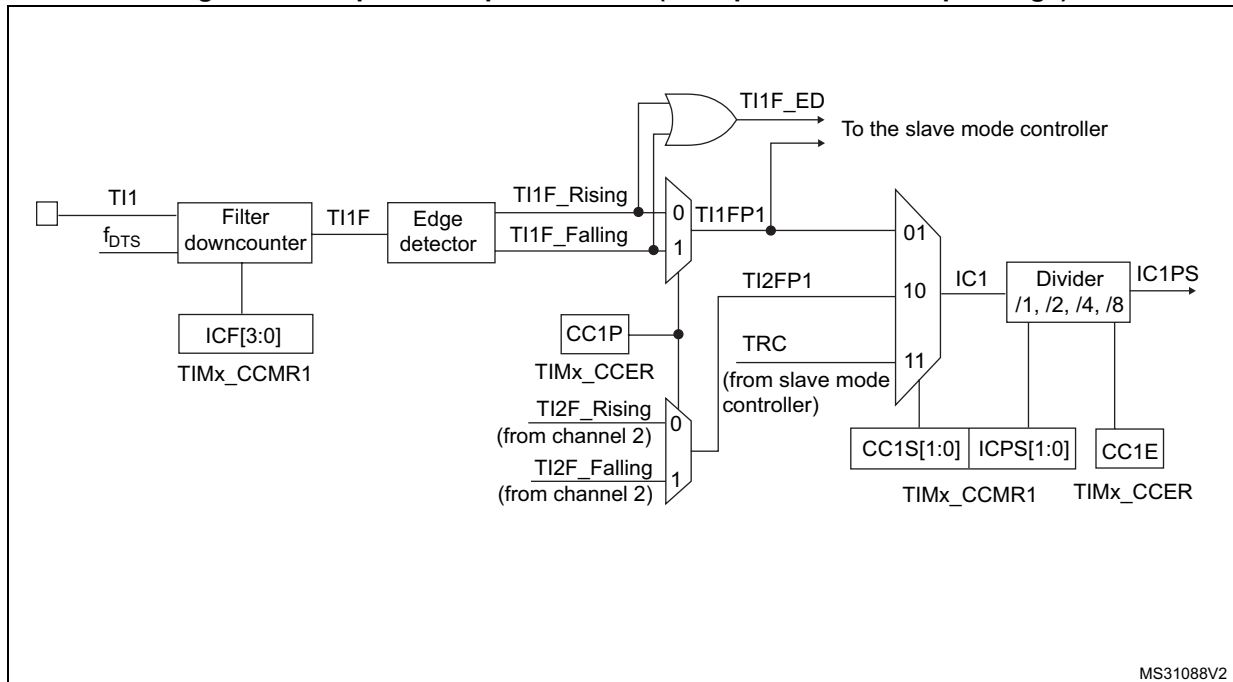 TI1F_ED
To the slave mode controller
TI1
fDTS
Filter
downcounter
TI1F
Edge
detector
TI1F_Rising
TI1F_Falling
0
1
TI1FP1
01
TI2FP1
10
IC1
Divider
/1, /2, /4, /8
IC1PS
ICF[3:0]
TIMx_CCMR1
CC1P
TIMx_CCER
TRC
11
(from slave mode
controller)
TI2F_Rising
(from channel 2)
0
TI2F_Falling
(from channel 2)
1
CC1S[1:0]
ICPS[1:0]
CC1E
TIMx_CCMR1
TIMx_CCER
MS31088V2